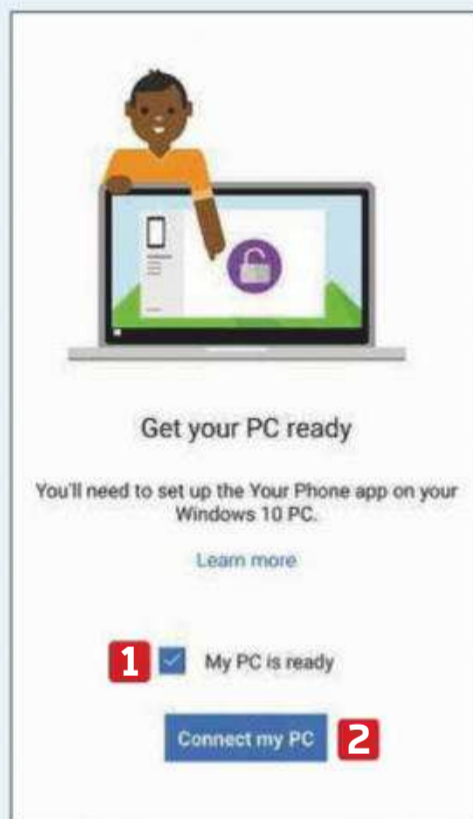 Get your PC ready
You'll need to set up the Your Phone app on your
Windows 10 PC.
Learn more
1 My PC is ready
Connect my PC 2